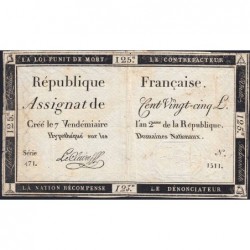 LA LOI PUNIT DE MORT 125# LE CONTREFACTEUR
République Française.
Assignat de Cent Vingt-cinq L.
Créé le 7 Vendémiaire l'an 2me de la République.
Hypothéqué sur les Domaines Nationaux.
Série N.
471. 1511.
LA NATION RÉCOMPENSE 125# LE DÉNONCIATEUR